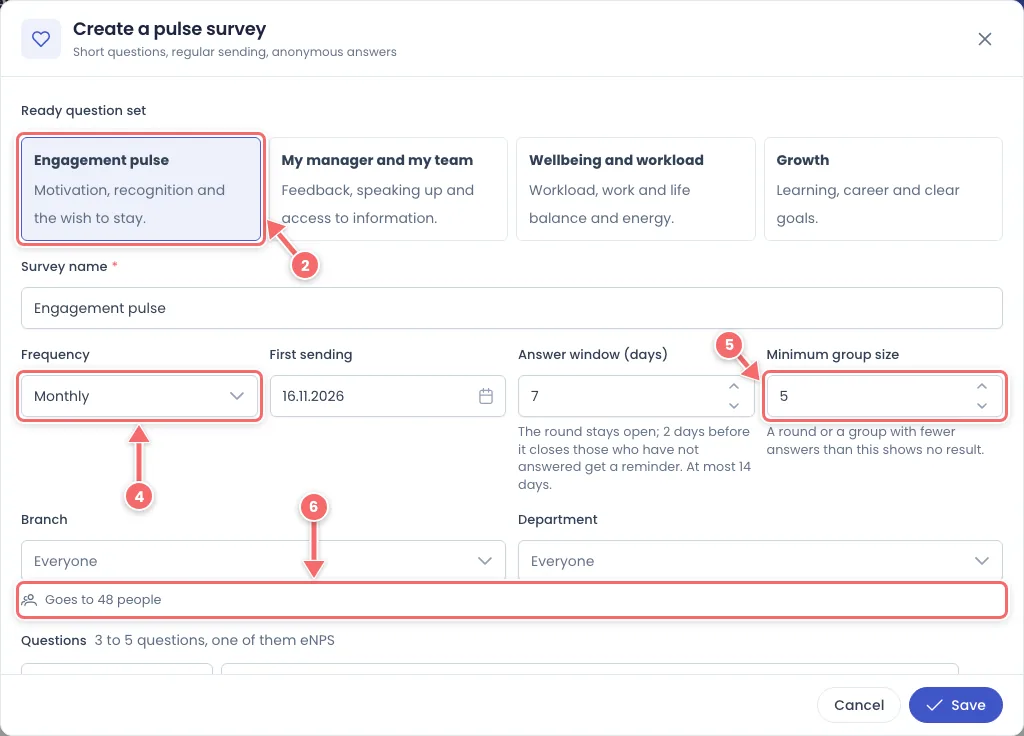 Create a pulse survey
Short questions, regular sending, anonymous answers
Ready question set
Engagement pulse
Motivation, recognition and
the wish to stay.
My manager and my team
Feedback, speaking up and
access to information.
Wellbeing and workload
Workload, work and life
balance and energy.
Growth
Learning, career and clear
goals.
2
Survey name *
Engagement pulse
Frequency
Monthly
First sending
16.11.2026
Answer window (days)
7
The round stays open; 2 days before
it closes those who have not
answered get a reminder. At most 14
days.
5
Minimum group size
5
A round or a group with fewer
answers than this shows no result.
4
6
Branch
Everyone
Department
Everyone
Goes to 48 people
Questions 3 to 5 questions, one of them eNPS
Cancel
Save